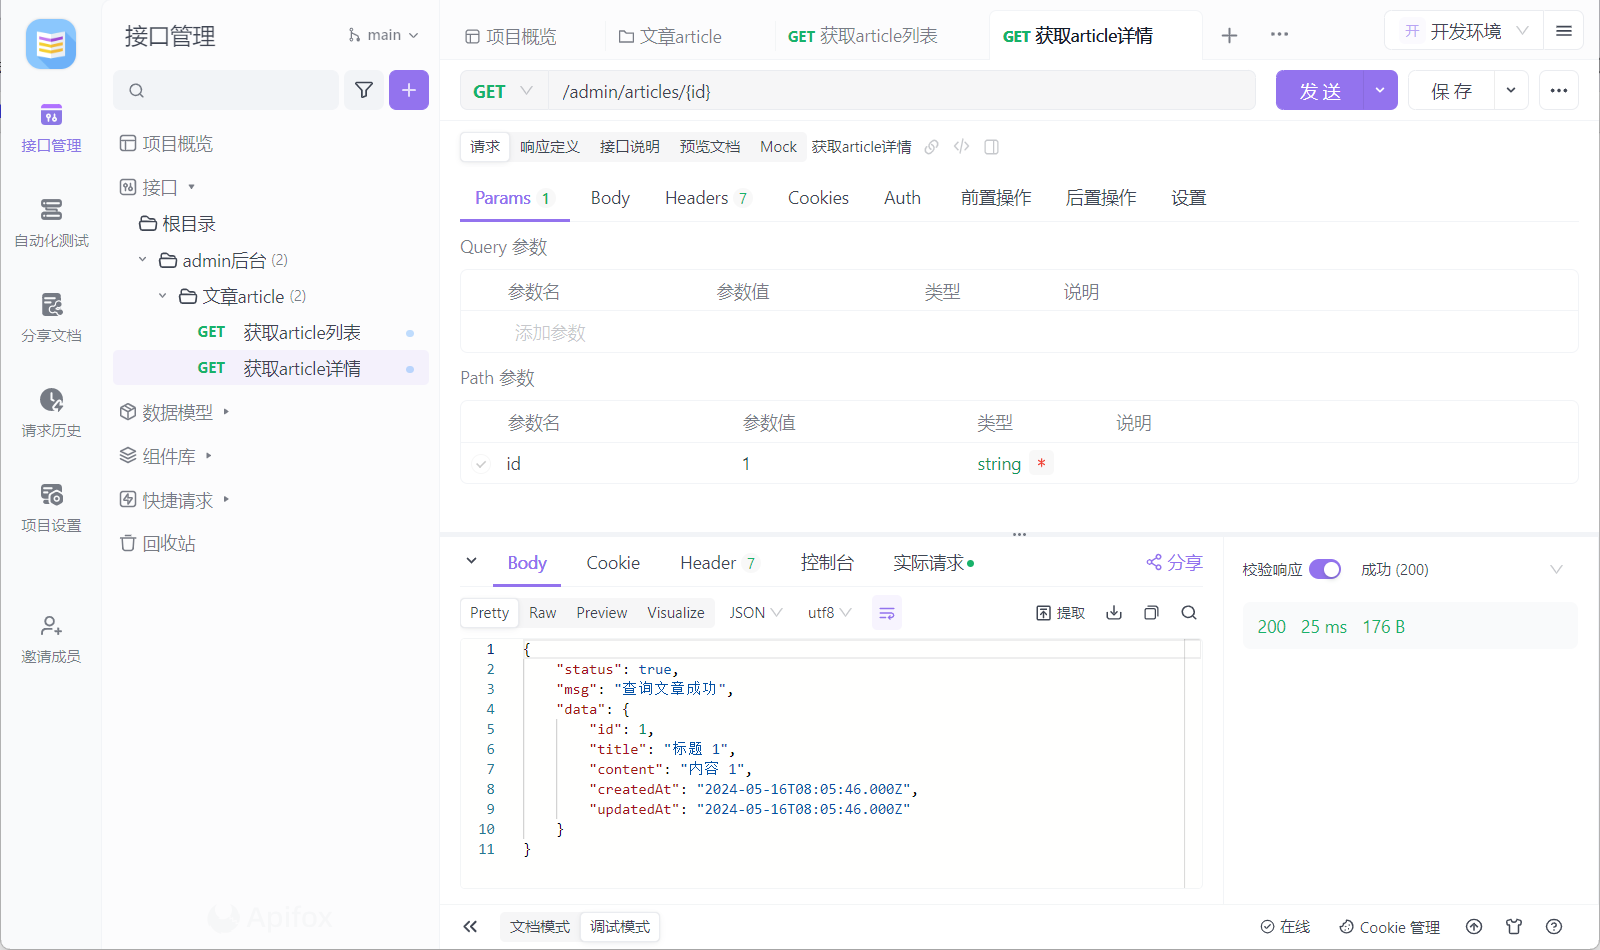 接口管理
自动化测试
分享文档
请求历史
项目设置
邀请成员
接口管理
main
项目概览
接口
根目录
admin后台 (2)
文章article (2)
GET 获取article列表
GET 获取article详情
数据模型
组件库
快捷请求
回收站
Apifox
项目概览
文章article
GET 获取article列表
GET 获取article详情
开 开发环境
GET /admin/articles/{id}
发 送
保 存
请求 响应定义 接口说明 预览文档 Mock 获取article详情
Params 1 Body Headers 7 Cookies Auth 前置操作 后置操作 设置
Query 参数
参数名 参数值 类型 说明
添加参数
Path 参数
参数名 参数值 类型 说明
id 1 string *
Body Cookie Header 7 控制台 实际请求
分享
Pretty Raw Preview Visualize JSON utf8
提取
1 {
2 "status": true,
3 "msg": "查询文章成功",
4 "data": {
5 "id": 1,
6 "title": "标题 1",
7 "content": "内容 1",
8 "createdAt": "2024-05-16T08:05:46.000Z",
9 "updatedAt": "2024-05-16T08:05:46.000Z"
10 }
11 }
校验响应 成功 (200)
200 25 ms 176 B
文档模式 调试模式
在线 Cookie 管理